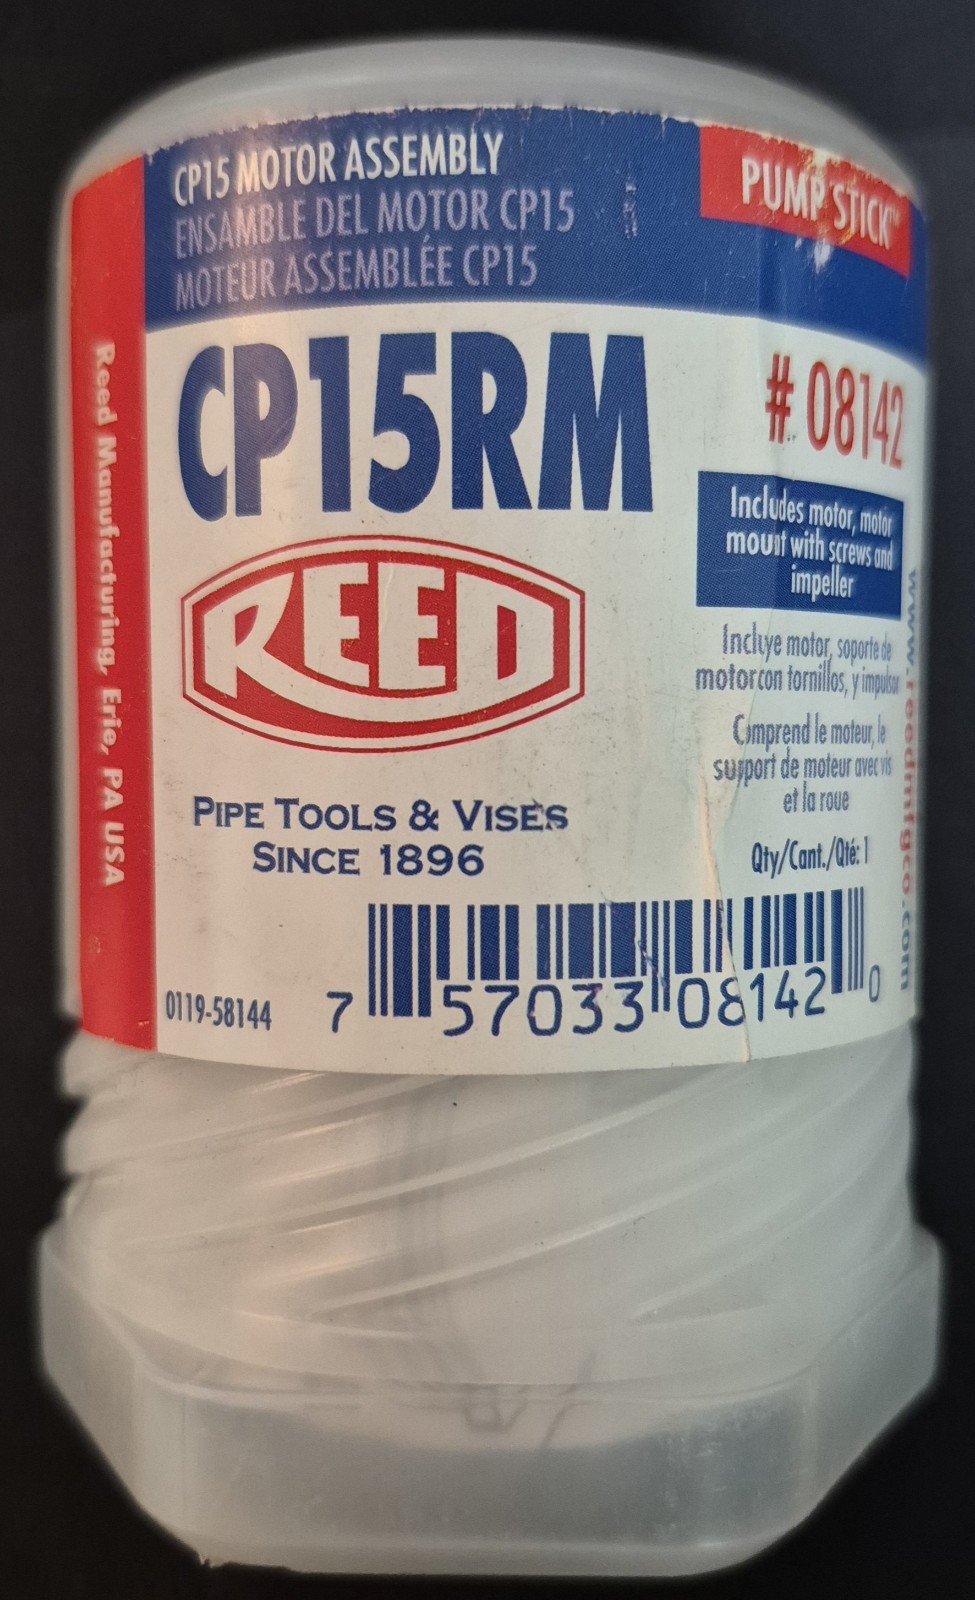 CP15 MOTOR ASSEMBLY
ENSAMBLE DEL MOTOR CP15
MOTEUR ASSEMBLÉE CP15
PUMP STICK™
CP15RM
# 08142
Includes motor, motor
mount with screws and
impeller
Incluye motor, soporte de
motor con tornillos, y impulsor
Comprend le moteur, le
support de moteur avec vis
et la roue
Qty/Cant./Qté: 1
REED
PIPE TOOLS & VISES
SINCE 1896
0119-58144
7 57033 08142 0
Reed Manufacturing, Erie, PA USA
www.reedmfgco.com